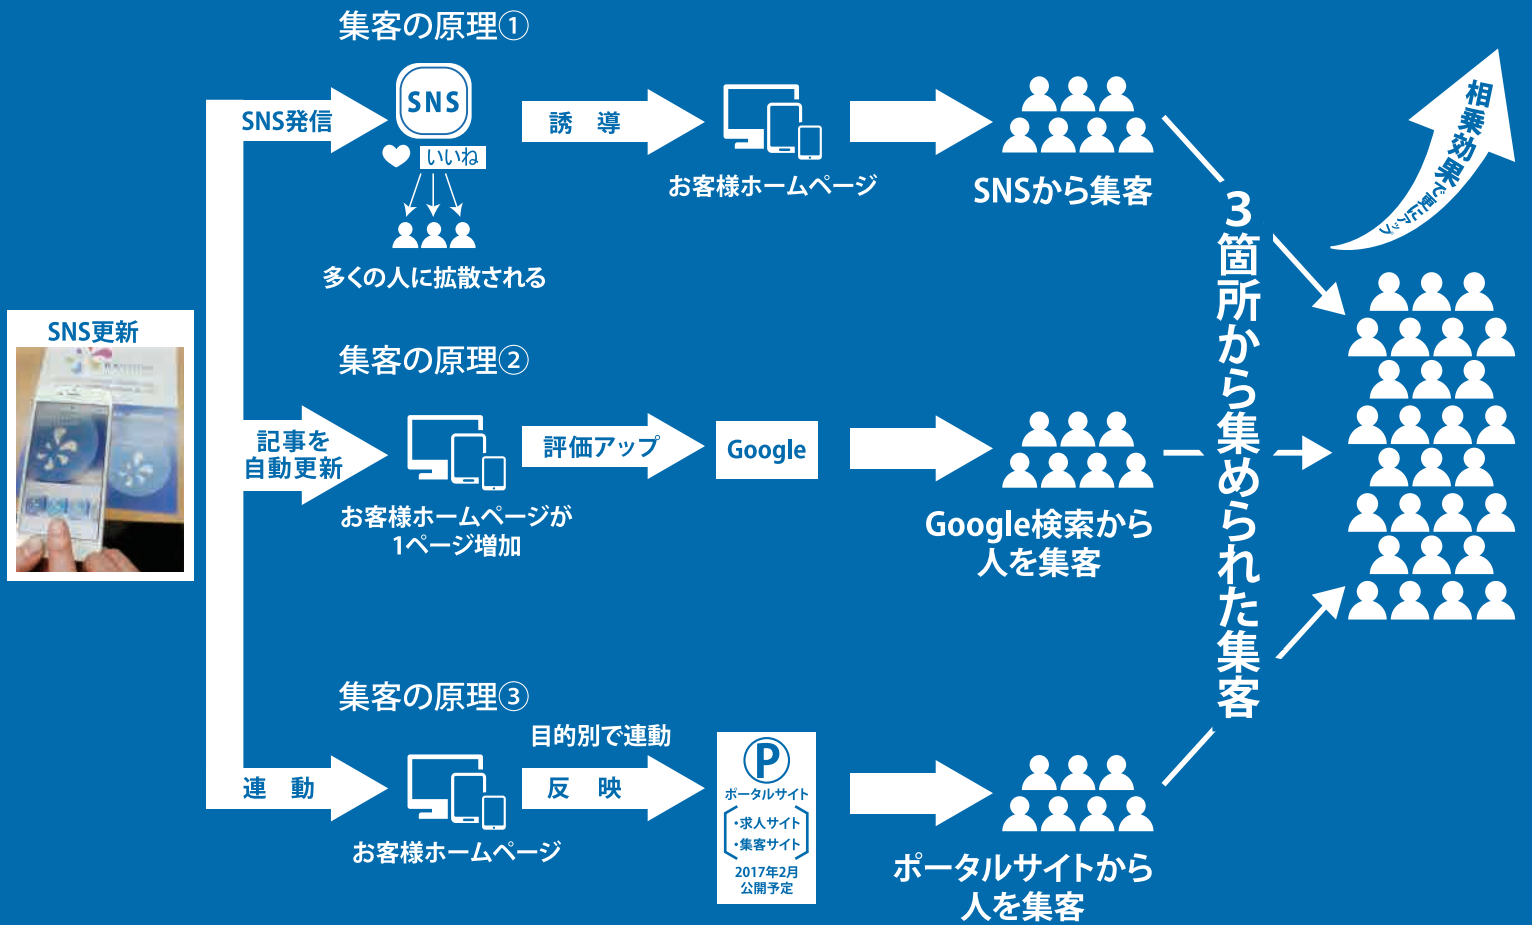 集客の原理①
SNS発信
SNS
いいね
多くの人に拡散される
誘 導
お客様ホームページ
SNSから集客
SNS更新
集客の原理②
記事を
自動更新
お客様ホームページが
1ページ増加
評価アップ
Google
Google検索から
人を集客
集客の原理③
連 動
お客様ホームページ
目的別で連動
反 映
P
ポータルサイト
・求人サイト
・集客サイト
2017年2月
公開予定
ポータルサイトから
人を集客
3箇所から集められた集客
相乗効果で更にアップ